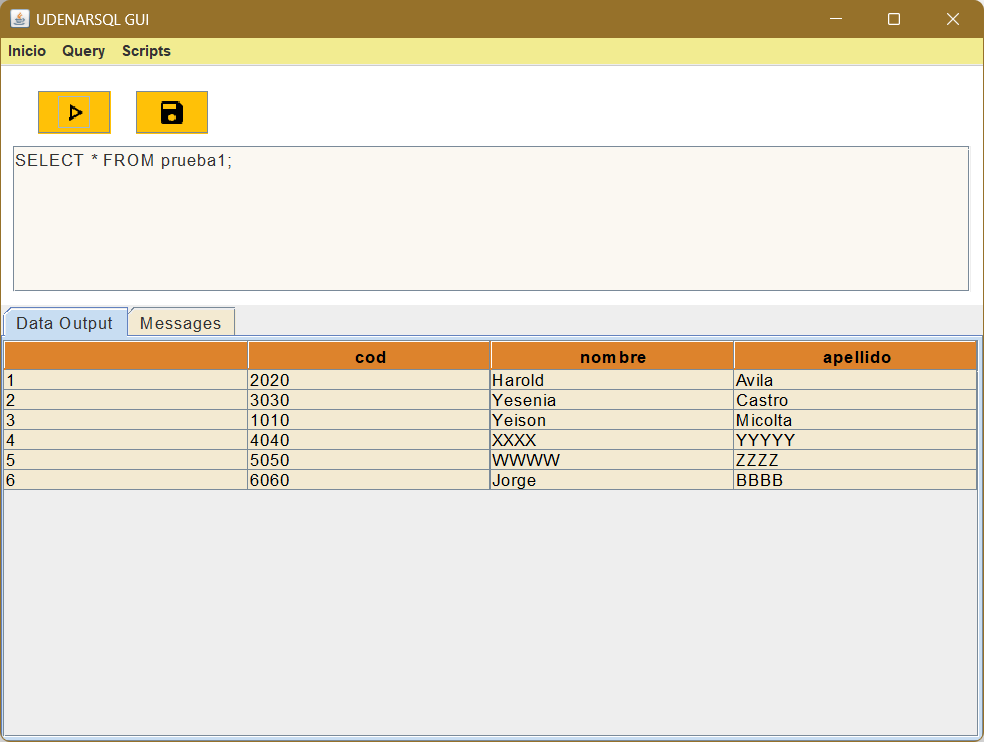 UDENARSQL GUI
Inicio Query Scripts
SELECT * FROM prueba1;
Data Output Messages
cod nombre apellido
1 2020 Harold Avila
2 3030 Yesenia Castro
3 1010 Yeison Micolta
4 4040 XXXX YYYYY
5 5050 WWWW ZZZZ
6 6060 Jorge BBBB